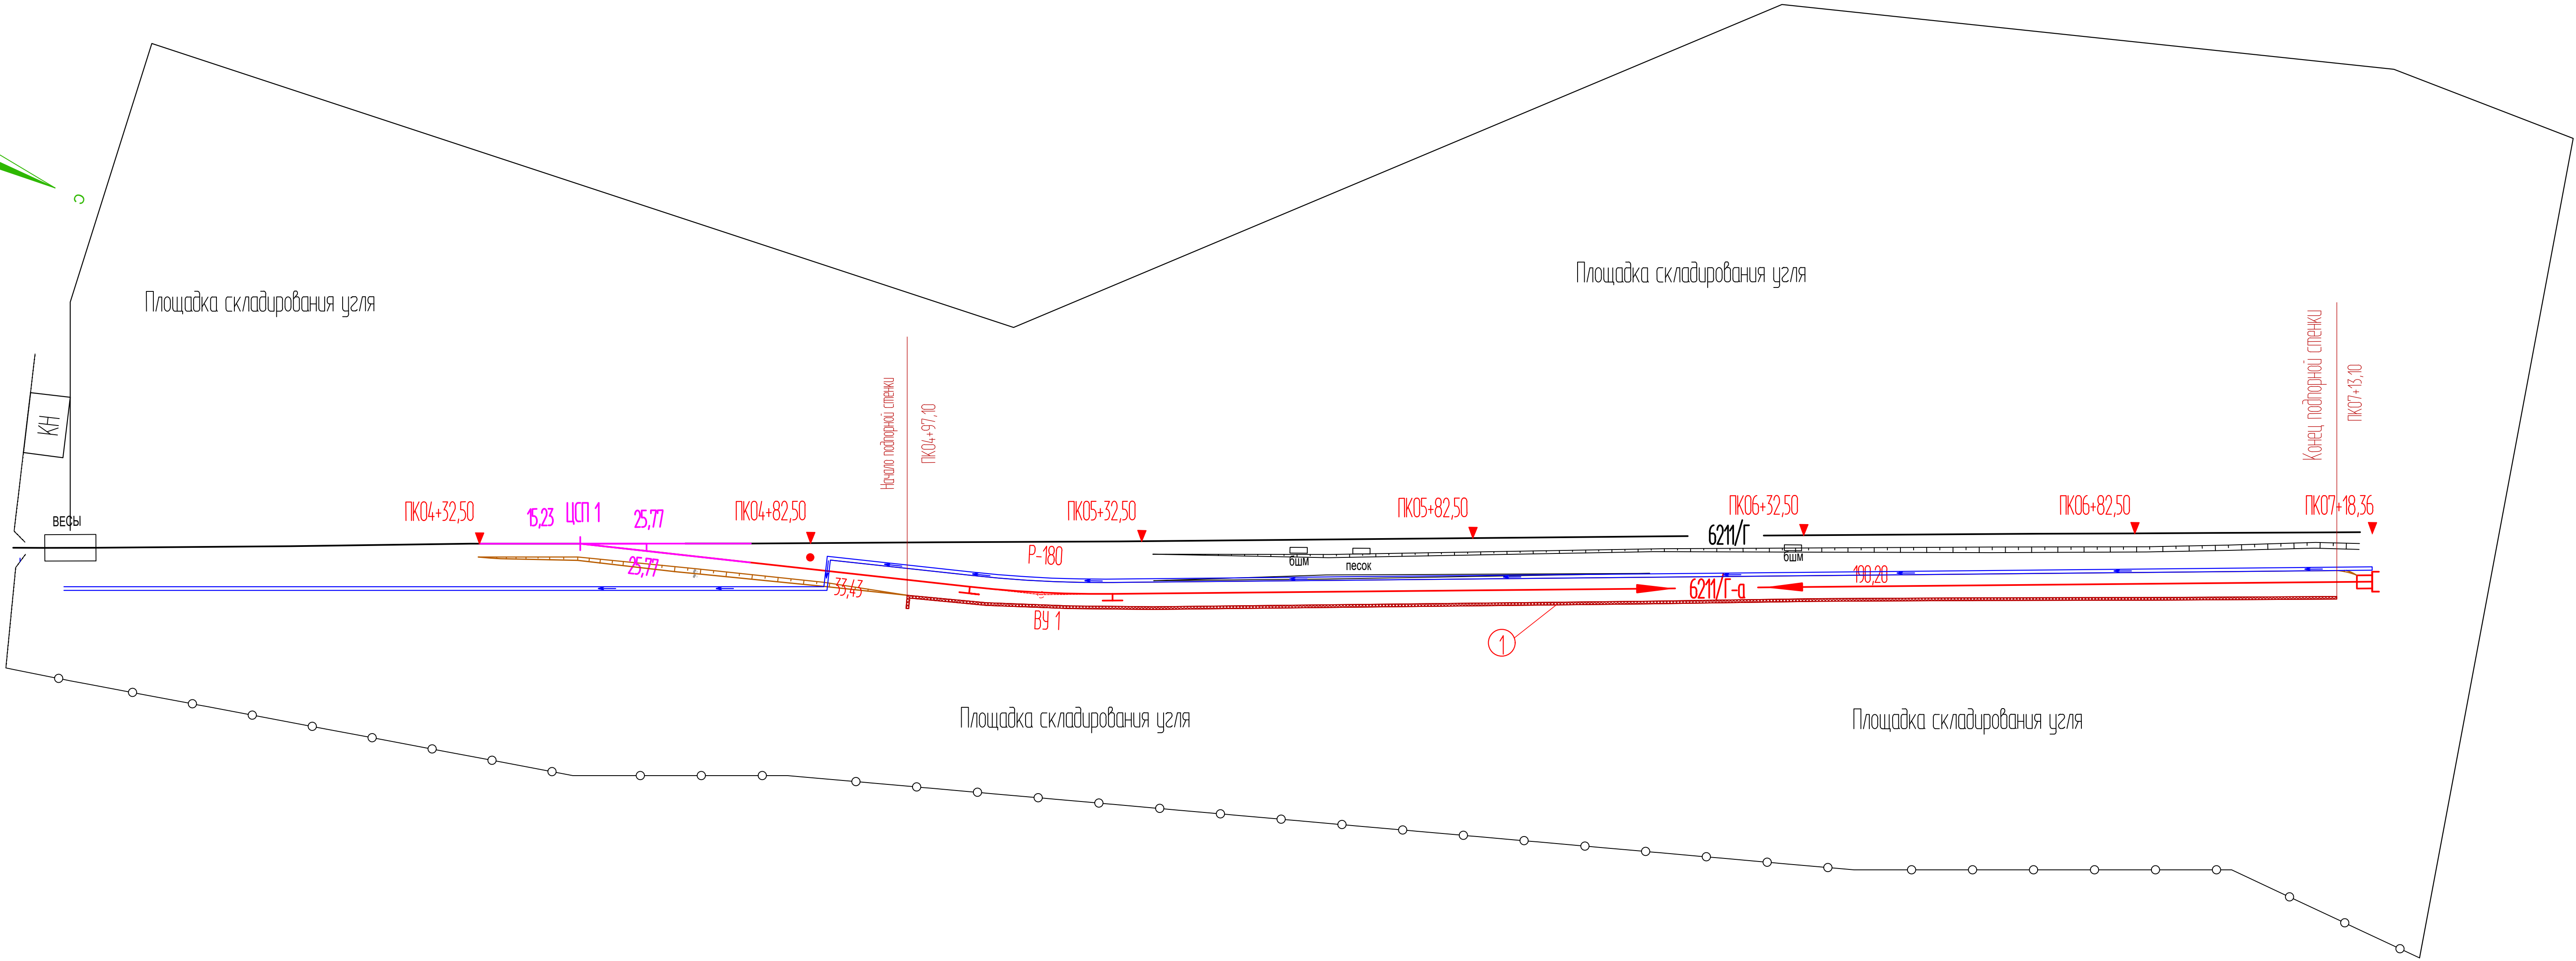 С
Площадка складирования угля
Площадка складирования угля
КН
ВЕСЫ
Начало подпорной стенки
ПК04+97,10
Конец подпорной стенки
ПК07+13,10
ПК04+32,50
15,23
ЦСП 1
25,77
ПК04+82,50
ПК05+32,50
ПК05+82,50
ПК06+32,50
ПК06+82,50
ПК07+18,36
6211/Г
Р-180
бшм
песок
бшм
25,77
33,43
6211/Г-а
190,20
ВУ 1
1
Площадка складирования угля
Площадка складирования угля